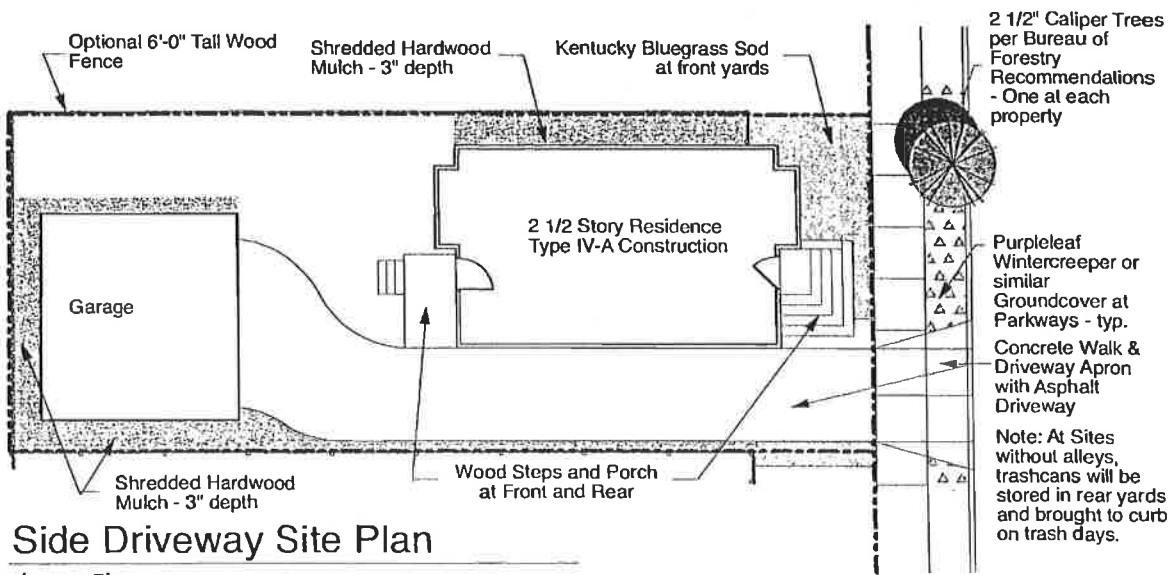 Optional 6'-0" Tall Wood
Fence
Shredded Hardwood
Mulch - 3" depth
Kentucky Bluegrass Sod
at front yards
2 1/2" Caliper Trees
per Bureau of
Forestry
Recommendations
- One at each
property
2 1/2 Story Residence
Type IV-A Construction
Garage
Purpleleaf
Wintercreeper or
similar
Groundcover at
Parkways - typ.
Concrete Walk &
Driveway Apron
with Asphalt
Driveway
Note: At Sites
without alleys,
trashcans will be
stored in rear yards
and brought to curb
on trash days.
Wood Steps and Porch
at Front and Rear
Shredded Hardwood
Mulch - 3" depth
Side Driveway Site Plan